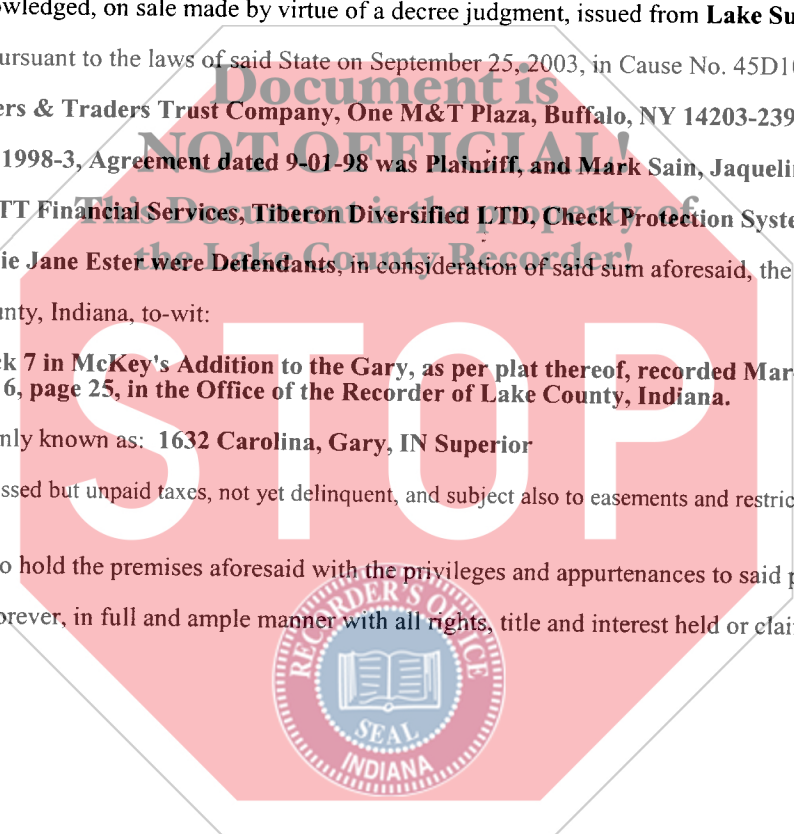 owledged, on sale made by virtue of a decree judgment, issued from Lake Su
ursuant to the laws of said State on September 25, 2003, in Cause No. 45D10
Document is
ers & Traders Trust Company, One M&T Plaza, Buffalo, NY 14203-239
NOT OFFICIAL!
1998-3, Agreement dated 9-01-98 was Plaintiff, and Mark Sain, Jaquelin
This Document is the property of
TT Financial Services, Tiberon Diversified LTD, Check Protection Syste
the Lake County Recorder!
ie Jane Ester were Defendants, in consideration of said sum aforesaid, the
nty, Indiana, to-wit:
STOP
ck 7 in McKey's Addition to the Gary, as per plat thereof, recorded Mar
6, page 25, in the Office of the Recorder of Lake County, Indiana.
nly known as: 1632 Carolina, Gary, IN Superior
ssed but unpaid taxes, not yet delinquent, and subject also to easements and restric
o hold the premises aforesaid with the privileges and appurtenances to said p
orever, in full and ample manner with all rights, title and interest held or clai
RECORDER'S OFFICE
SEAL
INDIANA